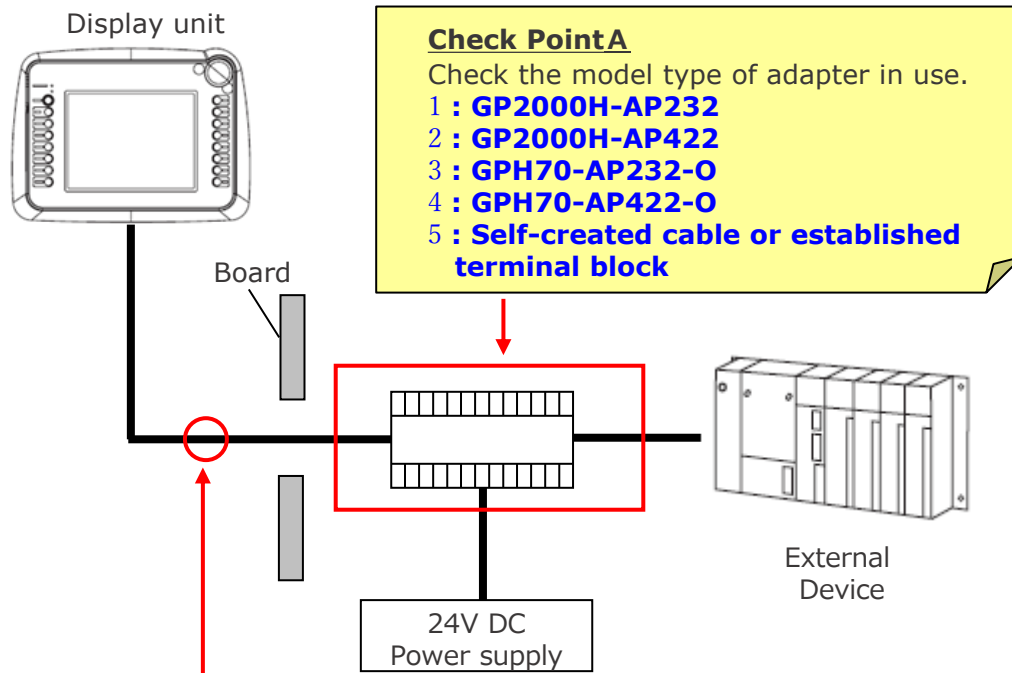 Display unit
Check Point A
Check the model type of adapter in use.
1 : GP2000H-AP232
2 : GP2000H-AP422
3 : GPH70-AP232-O
4 : GPH70-AP422-O
5 : Self-created cable or established
terminal block
Board
External
Device
24V DC
Power supply